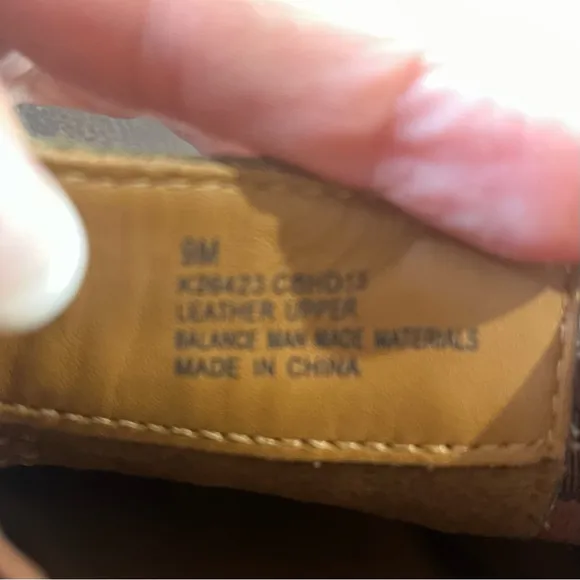 9M
LEATHER UPPER
BALANCE MAN MADE MATERIALS
MADE IN CHINA